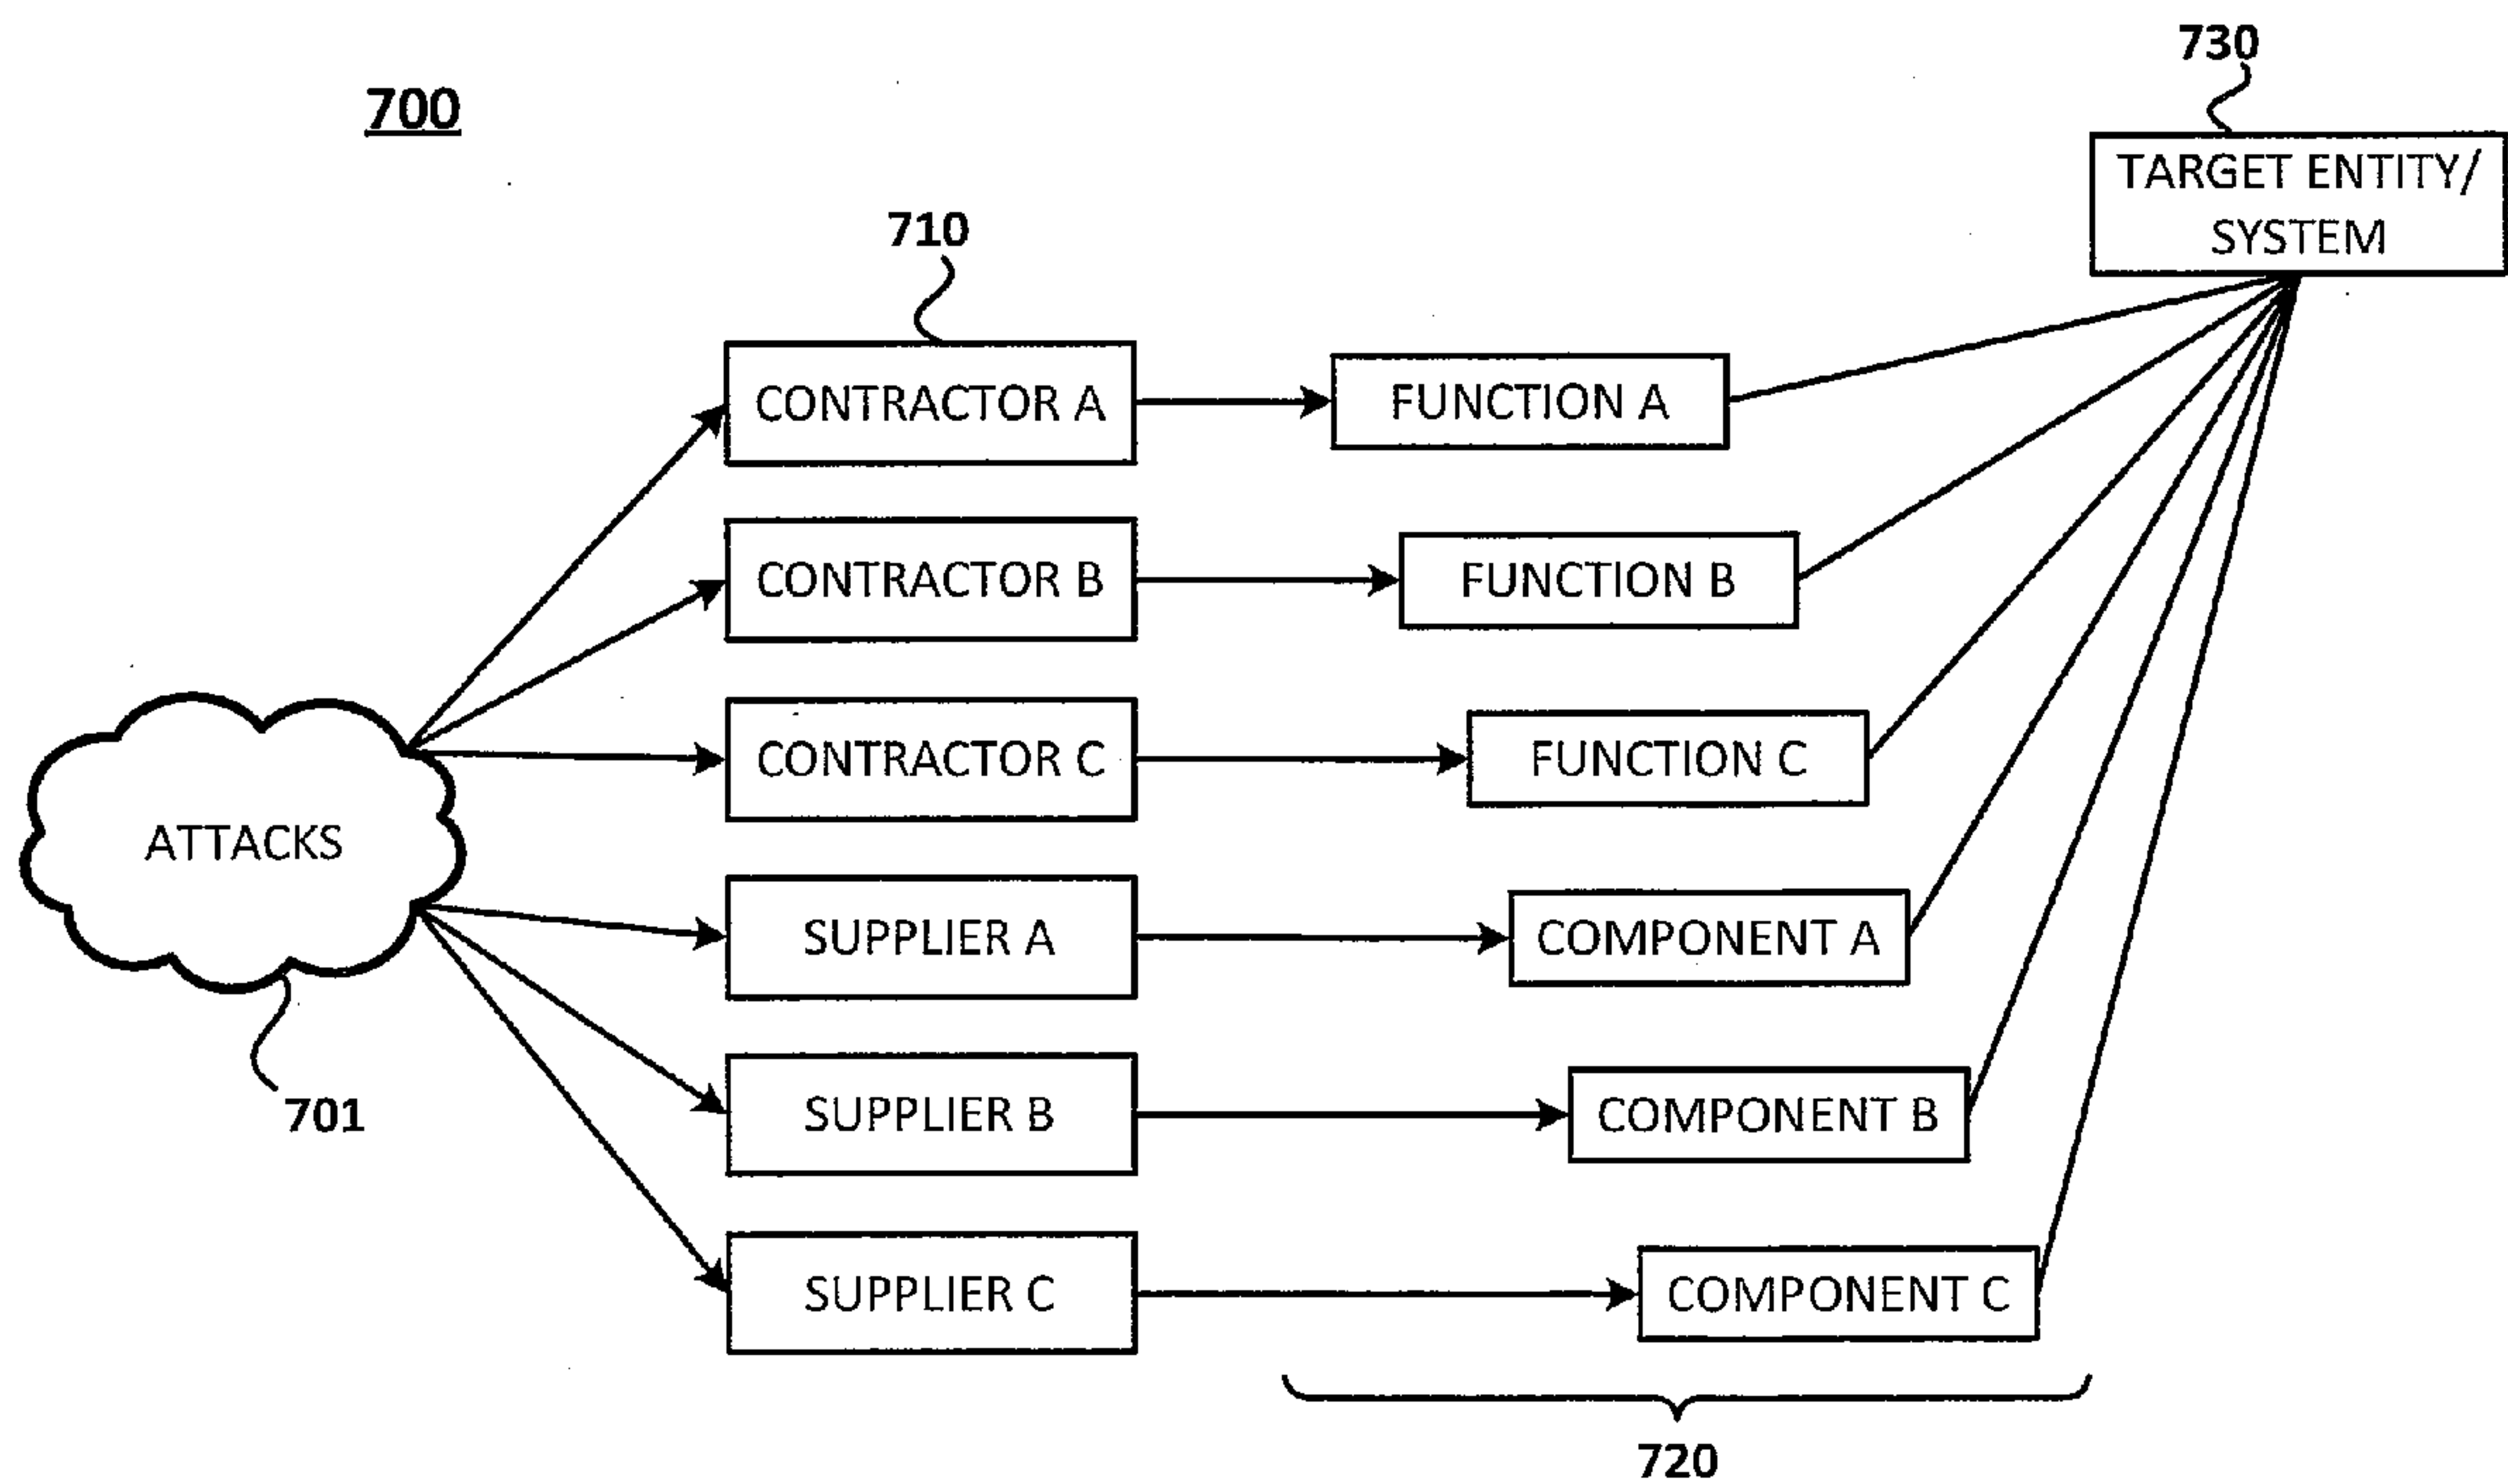 700
730
TARGET ENTITY/
SYSTEM
710
CONTRACTOR A
FUNCTION A
CONTRACTOR B
FUNCTION B
CONTRACTOR C
FUNCTION C
ATTACKS
SUPPLIER A
COMPONENT A
701
SUPPLIER B
COMPONENT B
SUPPLIER C
COMPONENT C
720